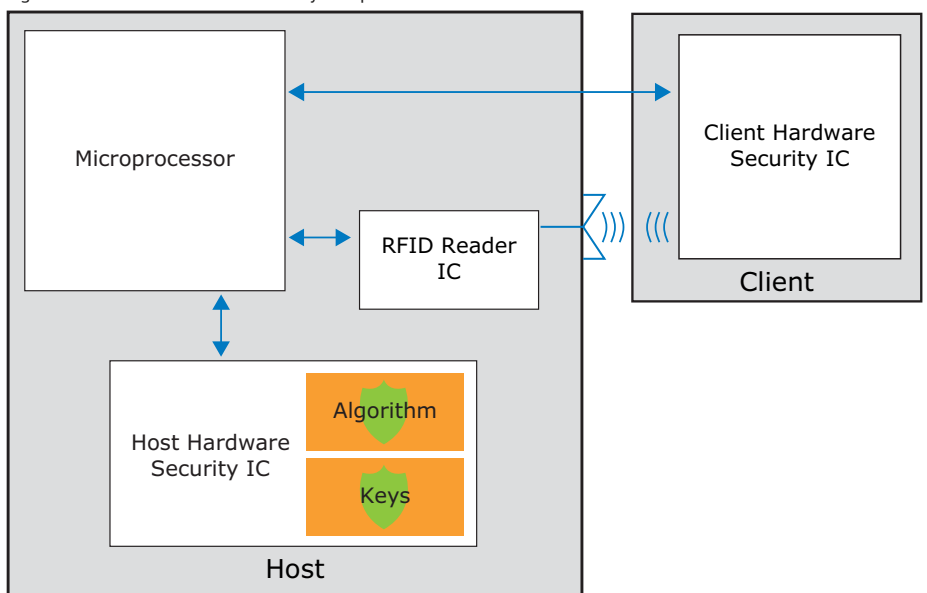 Microprocessor
Client Hardware
Security IC
RFID Reader
IC
Client
Algorithm
Host Hardware
Security IC
Keys
Host